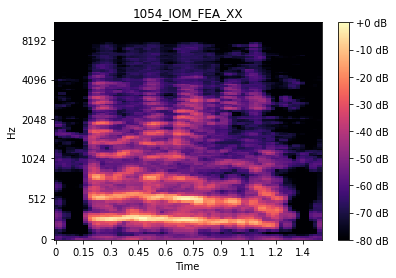 1054_IOM_FEA_XX
+0 dB
8192
-10 dB
4096
-20 dB
-30 dB
2048
Hz
-40 dB
1024
-50 dB
512
-60 dB
-70 dB
0
-80 dB
0 0.15 0.3 0.45 0.6 0.75 0.9 1.1 1.2 1.4
Time